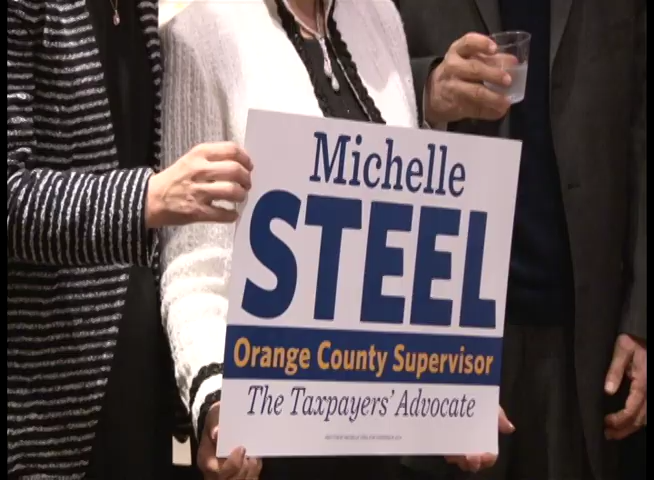 Michelle
STEEL
Orange County Supervisor
The Taxpayers' Advocate